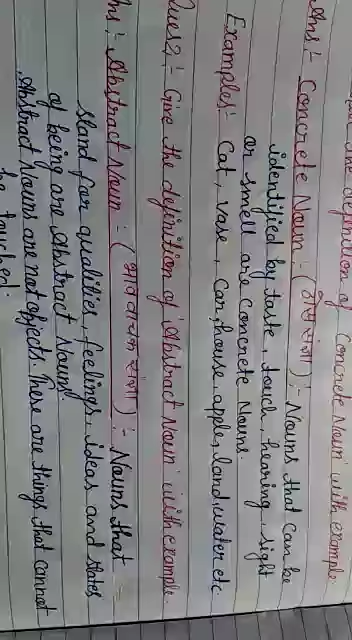 the definition of 'Concrete Noun' with example.
Ans:- Concrete Noun:- (द्रव्यवाचक संज्ञा):- Nouns that can be
identified by taste, touch, hearing, sight
or smell are Concrete Nouns.
Examples:- Cat, vase, car, house, apple, land, water etc.
Ques2:- Give the definition of 'Abstract Noun' with example.
Ans:- Abstract Noun:- (भाववाचक संज्ञा):- Nouns that
stand for qualities, feelings, ideas and states
of being are Abstract Nouns
Abstract Nouns are not objects. These are things that cannot
be touched.